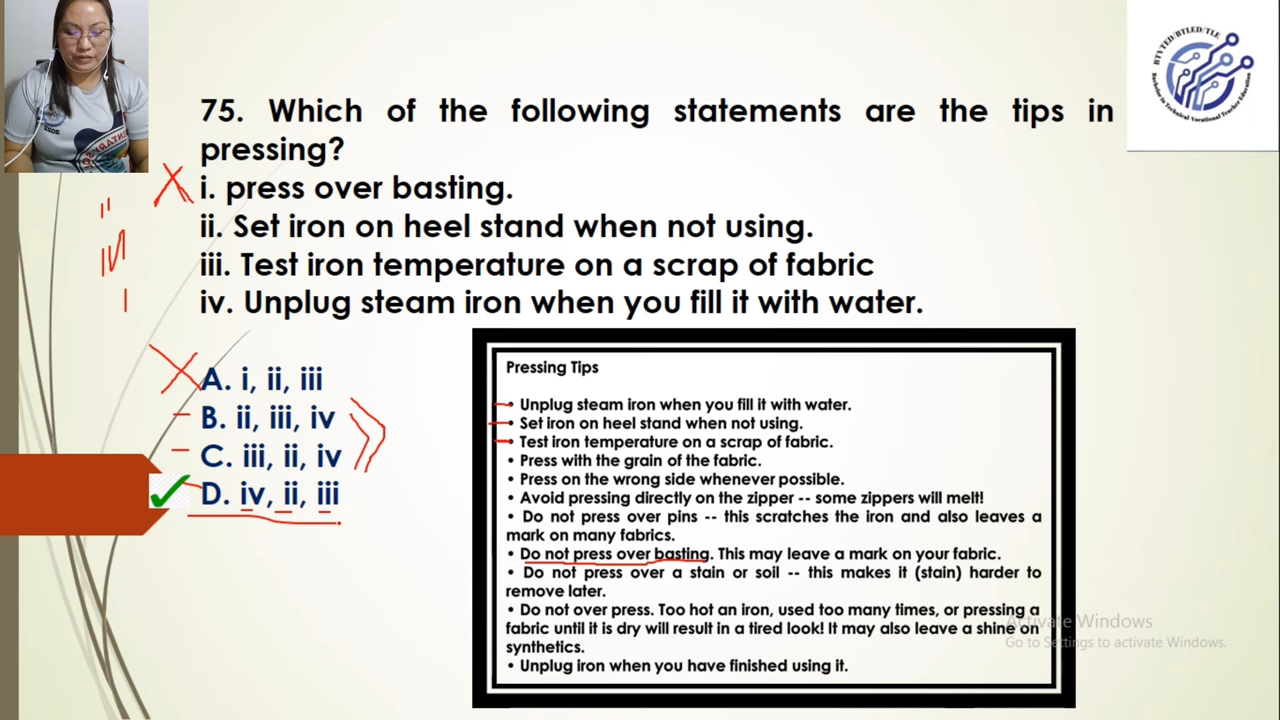 BTVTED/BTLED/TLE
Bachelor in Technical Vocational Teacher Education
75. Which of the following statements are the tips in
pressing?
i. press over basting.
ii. Set iron on heel stand when not using.
iii. Test iron temperature on a scrap of fabric
iv. Unplug steam iron when you fill it with water.
A. i, ii, iii
B. ii, iii, iv
C. iii, ii, iv
D. iv, ii, iii
Pressing Tips
• Unplug steam iron when you fill it with water.
• Set iron on heel stand when not using.
• Test iron temperature on a scrap of fabric.
• Press with the grain of the fabric.
• Press on the wrong side whenever possible.
• Avoid pressing directly on the zipper -- some zippers will melt!
• Do not press over pins -- this scratches the iron and also leaves a
mark on many fabrics.
• Do not press over basting. This may leave a mark on your fabric.
• Do not press over a stain or soil -- this makes it (stain) harder to
remove later.
• Do not over press. Too hot an iron, used too many times, or pressing a
fabric until it is dry will result in a tired look! It may also leave a shine on
synthetics.
• Unplug iron when you have finished using it.
Activate Windows
Go to Settings to activate Windows.